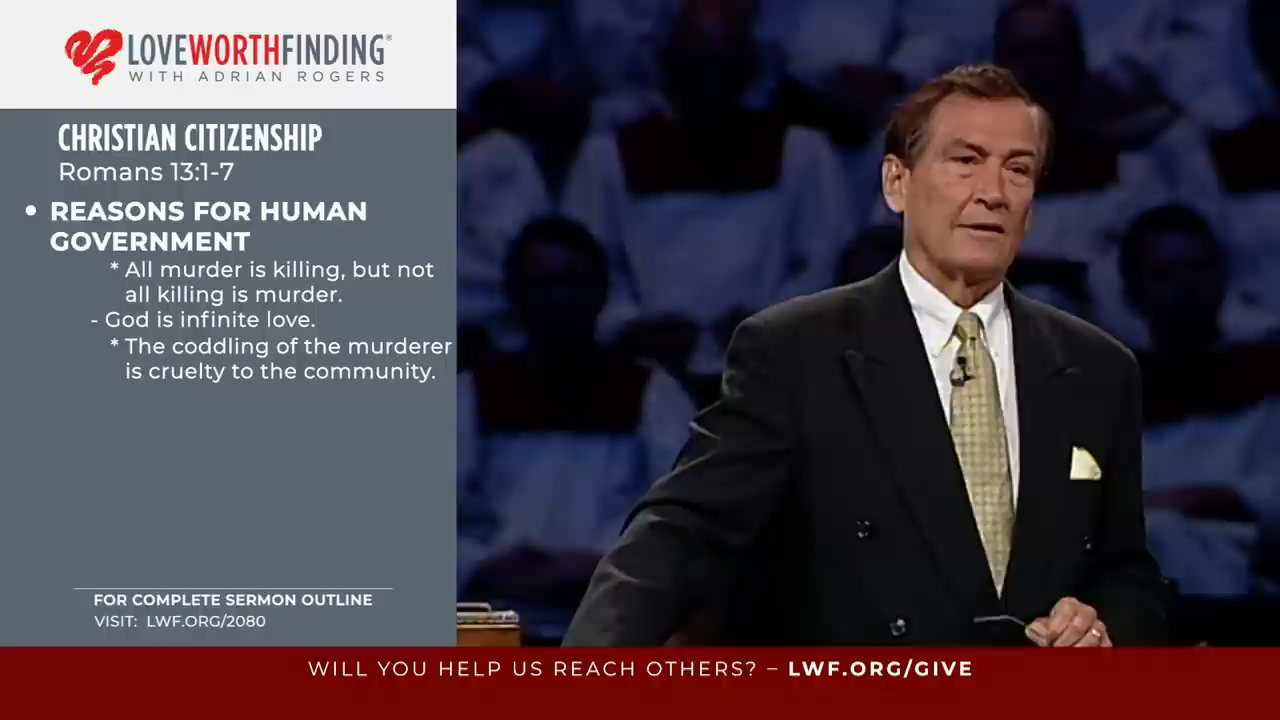 LOVEWORTHFINDING®
WITH ADRIAN ROGERS
CHRISTIAN CITIZENSHIP
Romans 13:1-7
• REASONS FOR HUMAN
GOVERNMENT
* All murder is killing, but not
all killing is murder.
- God is infinite love.
* The coddling of the murderer
is cruelty to the community.
FOR COMPLETE SERMON OUTLINE
VISIT: LWF.ORG/2080
WILL YOU HELP US REACH OTHERS? – LWF.ORG/GIVE